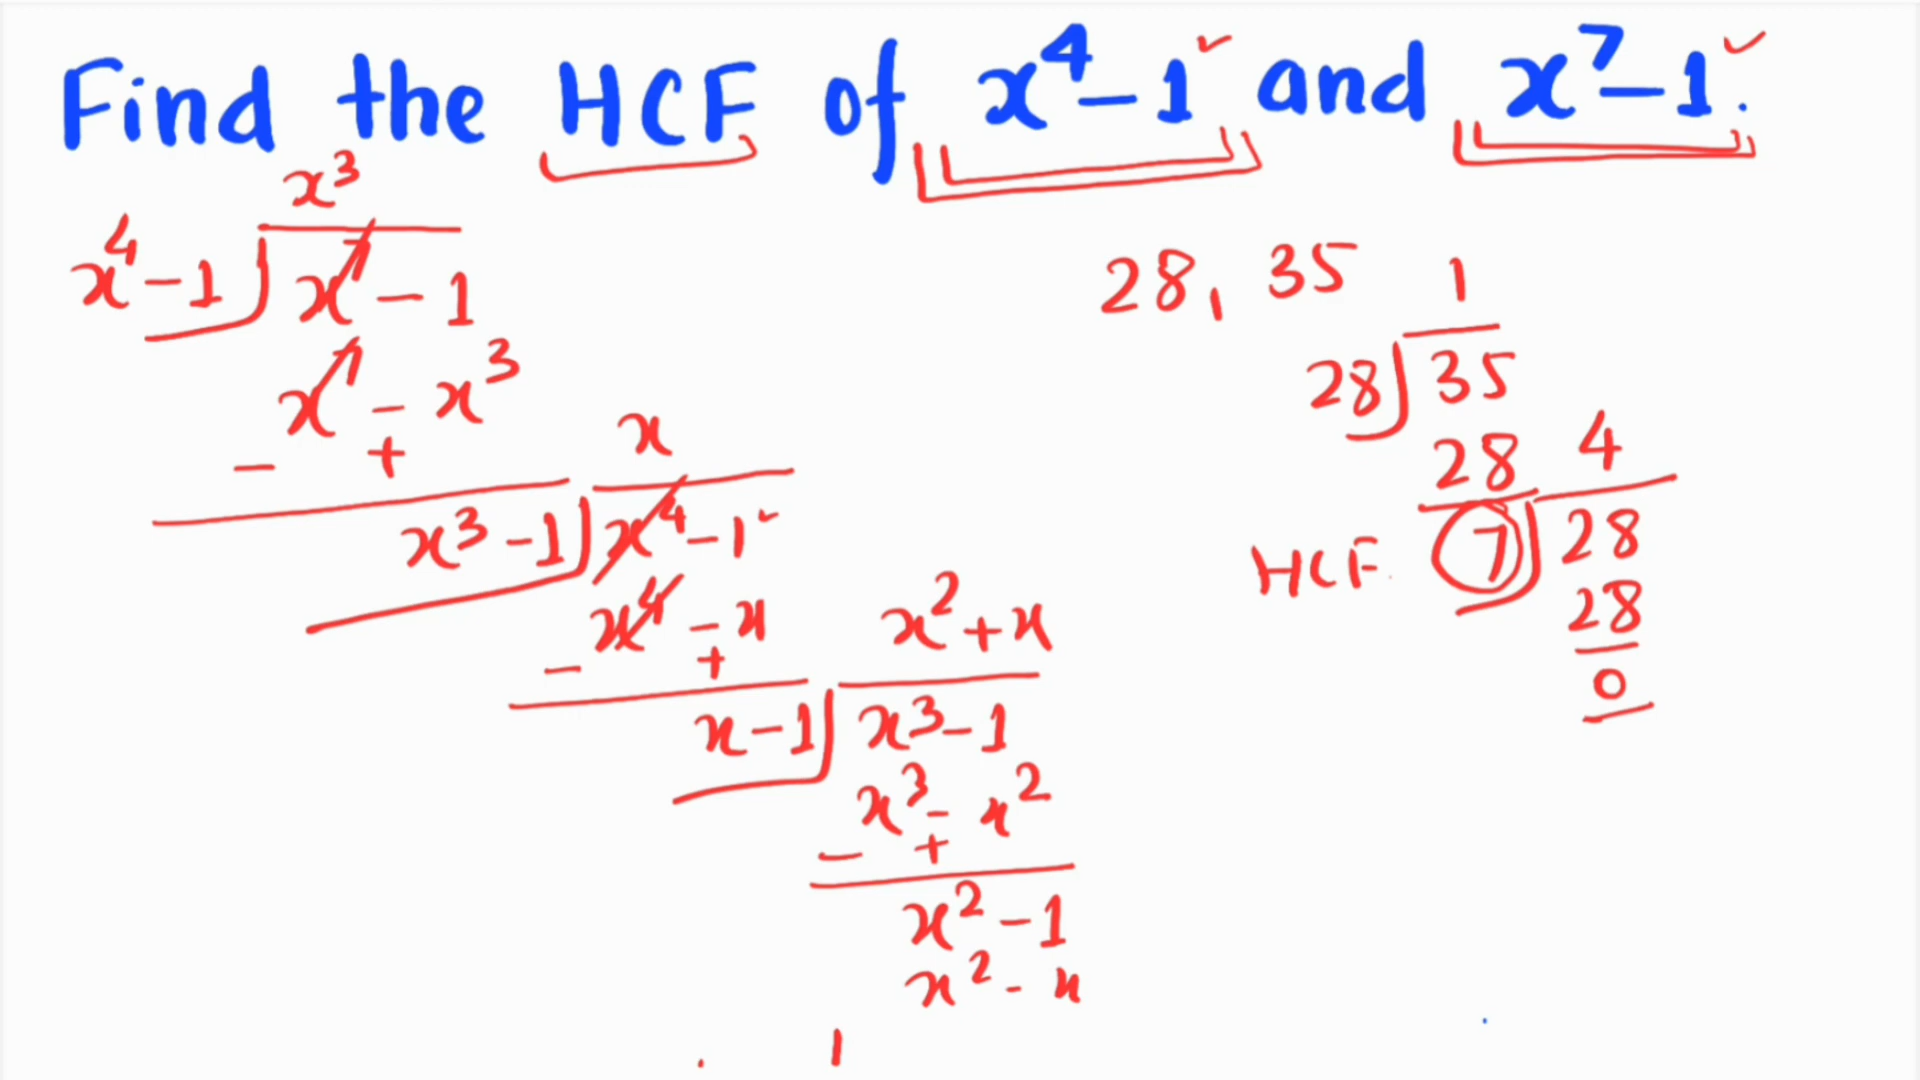 Find the HCF of x⁴-1 and x⁷-1.
x³
x⁴-1 x⁷-1
x⁷-x³
- +
x
x³-1 x⁴-1
x⁴-x
- +
x²+x
x-1 x³-1
x³-x²
- +
x²-1
x²-x
28, 35
1
28 35
28
4
HCF 7 28
28
0